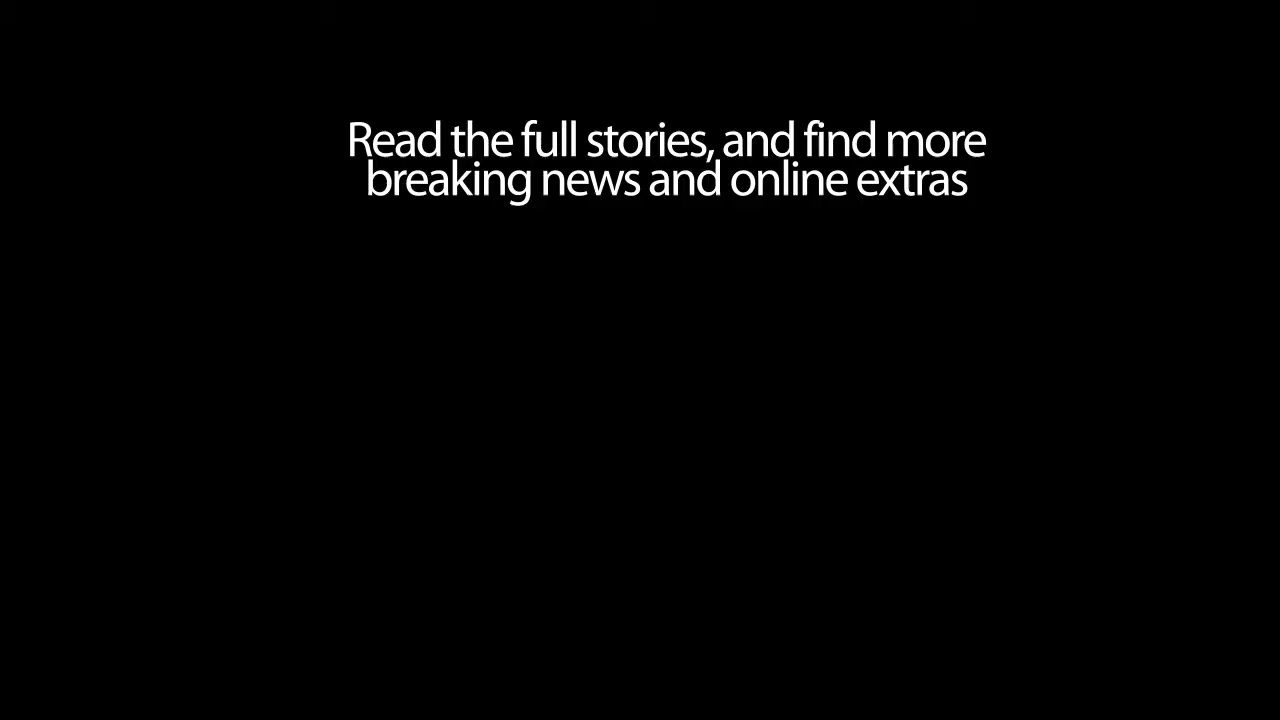 Read the full stories, and find more
breaking news and online extras